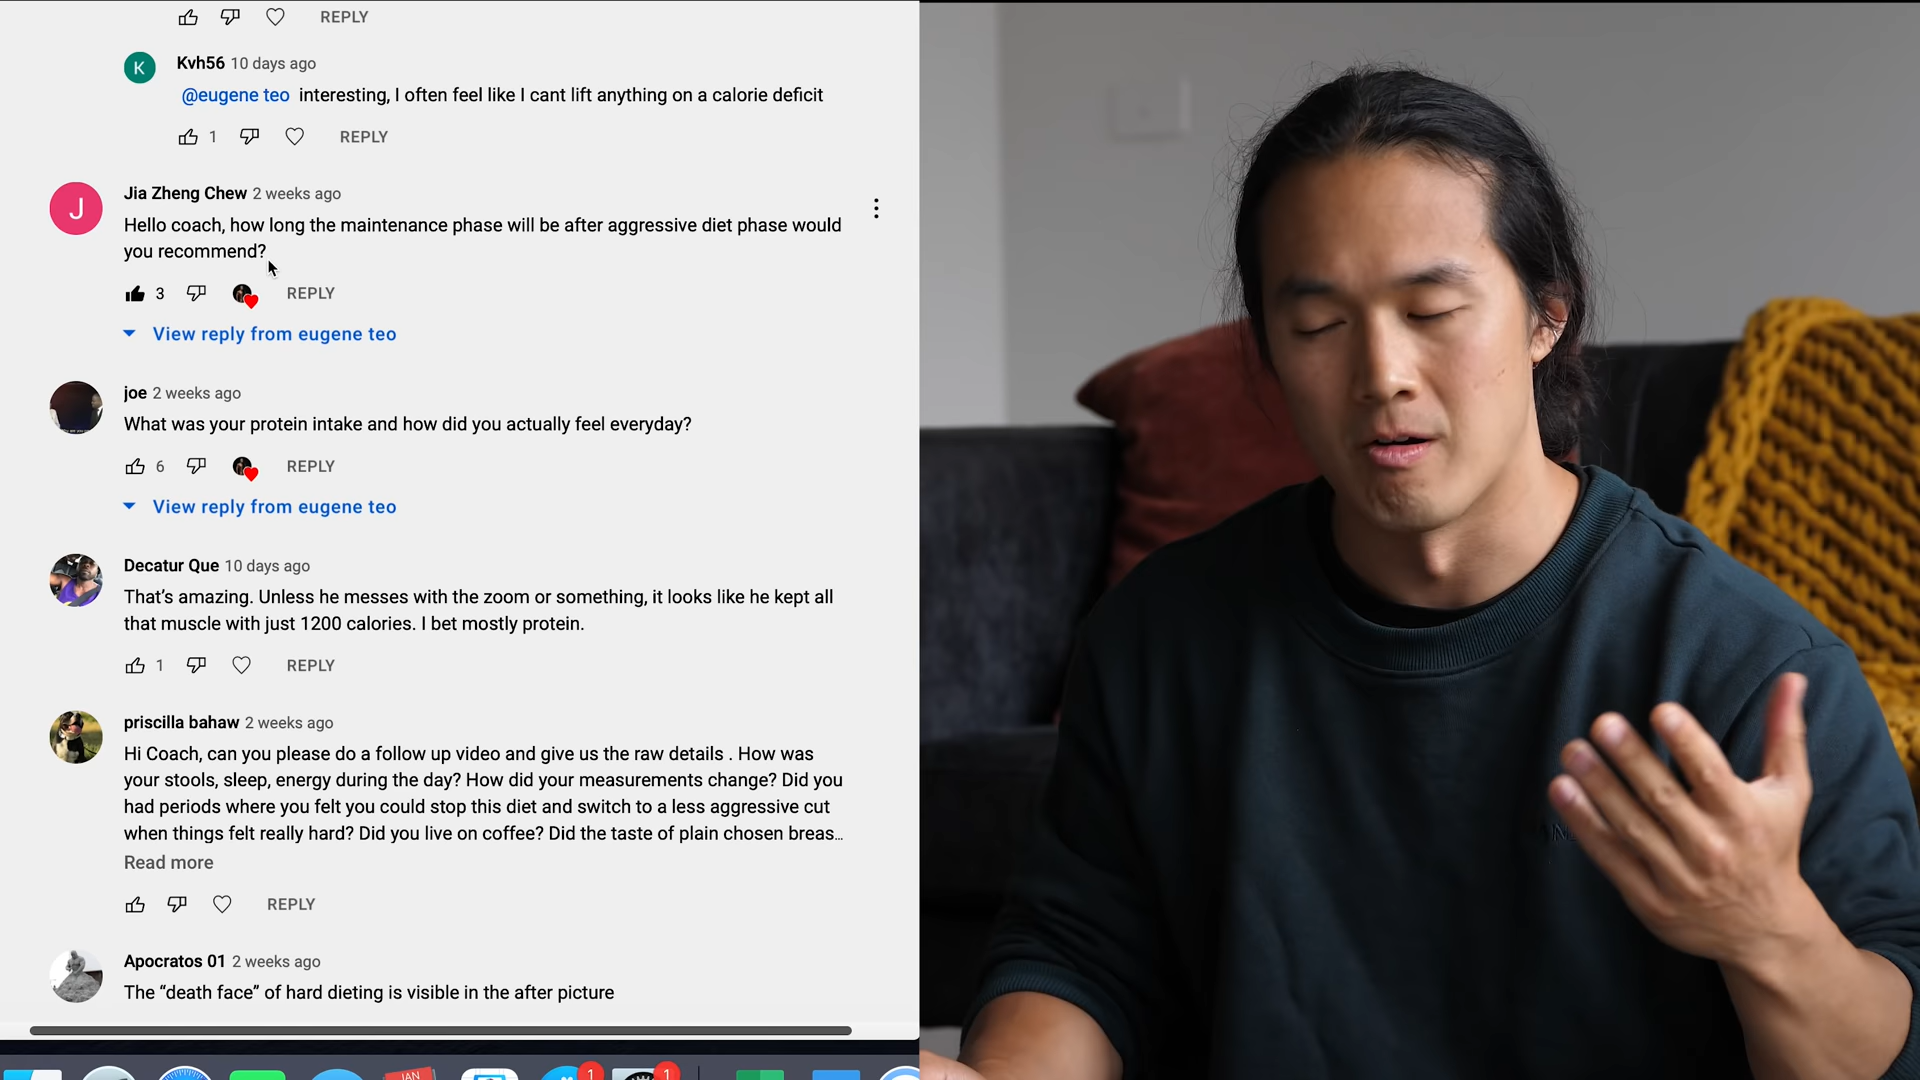 REPLY
K
Kvh56 10 days ago
@eugene teo interesting, I often feel like I cant lift anything on a calorie deficit
1 REPLY
J
Jia Zheng Chew 2 weeks ago
Hello coach, how long the maintenance phase will be after aggressive diet phase would
you recommend?
3 REPLY
View reply from eugene teo
joe 2 weeks ago
What was your protein intake and how did you actually feel everyday?
6 REPLY
View reply from eugene teo
Decatur Que 10 days ago
That’s amazing. Unless he messes with the zoom or something, it looks like he kept all
that muscle with just 1200 calories. I bet mostly protein.
1 REPLY
priscilla bahaw 2 weeks ago
Hi Coach, can you please do a follow up video and give us the raw details . How was
your stools, sleep, energy during the day? How did your measurements change? Did you
had periods where you felt you could stop this diet and switch to a less aggressive cut
when things felt really hard? Did you live on coffee? Did the taste of plain chosen breas…
Read more
REPLY
Apocratos 01 2 weeks ago
The “death face” of hard dieting is visible in the after picture
JAN
1
1